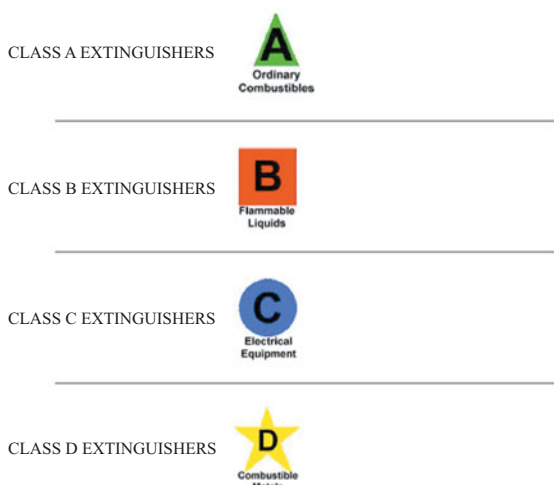 CLASS A EXTINGUISHERS
A
Ordinary
Combustibles
CLASS B EXTINGUISHERS
B
Flammable
Liquids
CLASS C EXTINGUISHERS
C
Electrical
Equipment
CLASS D EXTINGUISHERS
D
Combustible